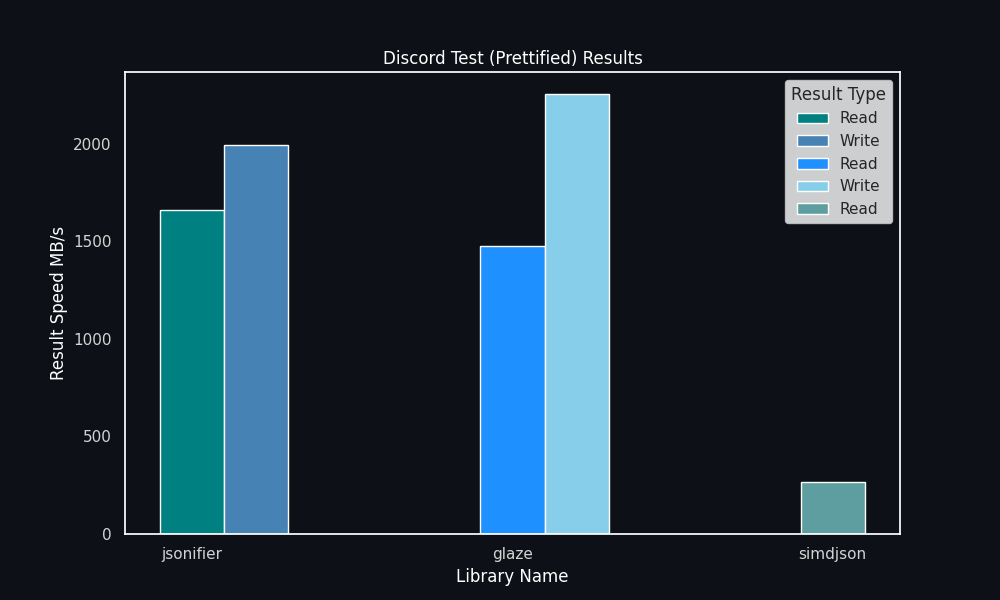 Discord Test (Prettified) Results
Result Type
Read
Write
Read
Write
Read
Result Speed MB/s
2000
1500
1000
500
0
jsonifier
glaze
simdjson
Library Name